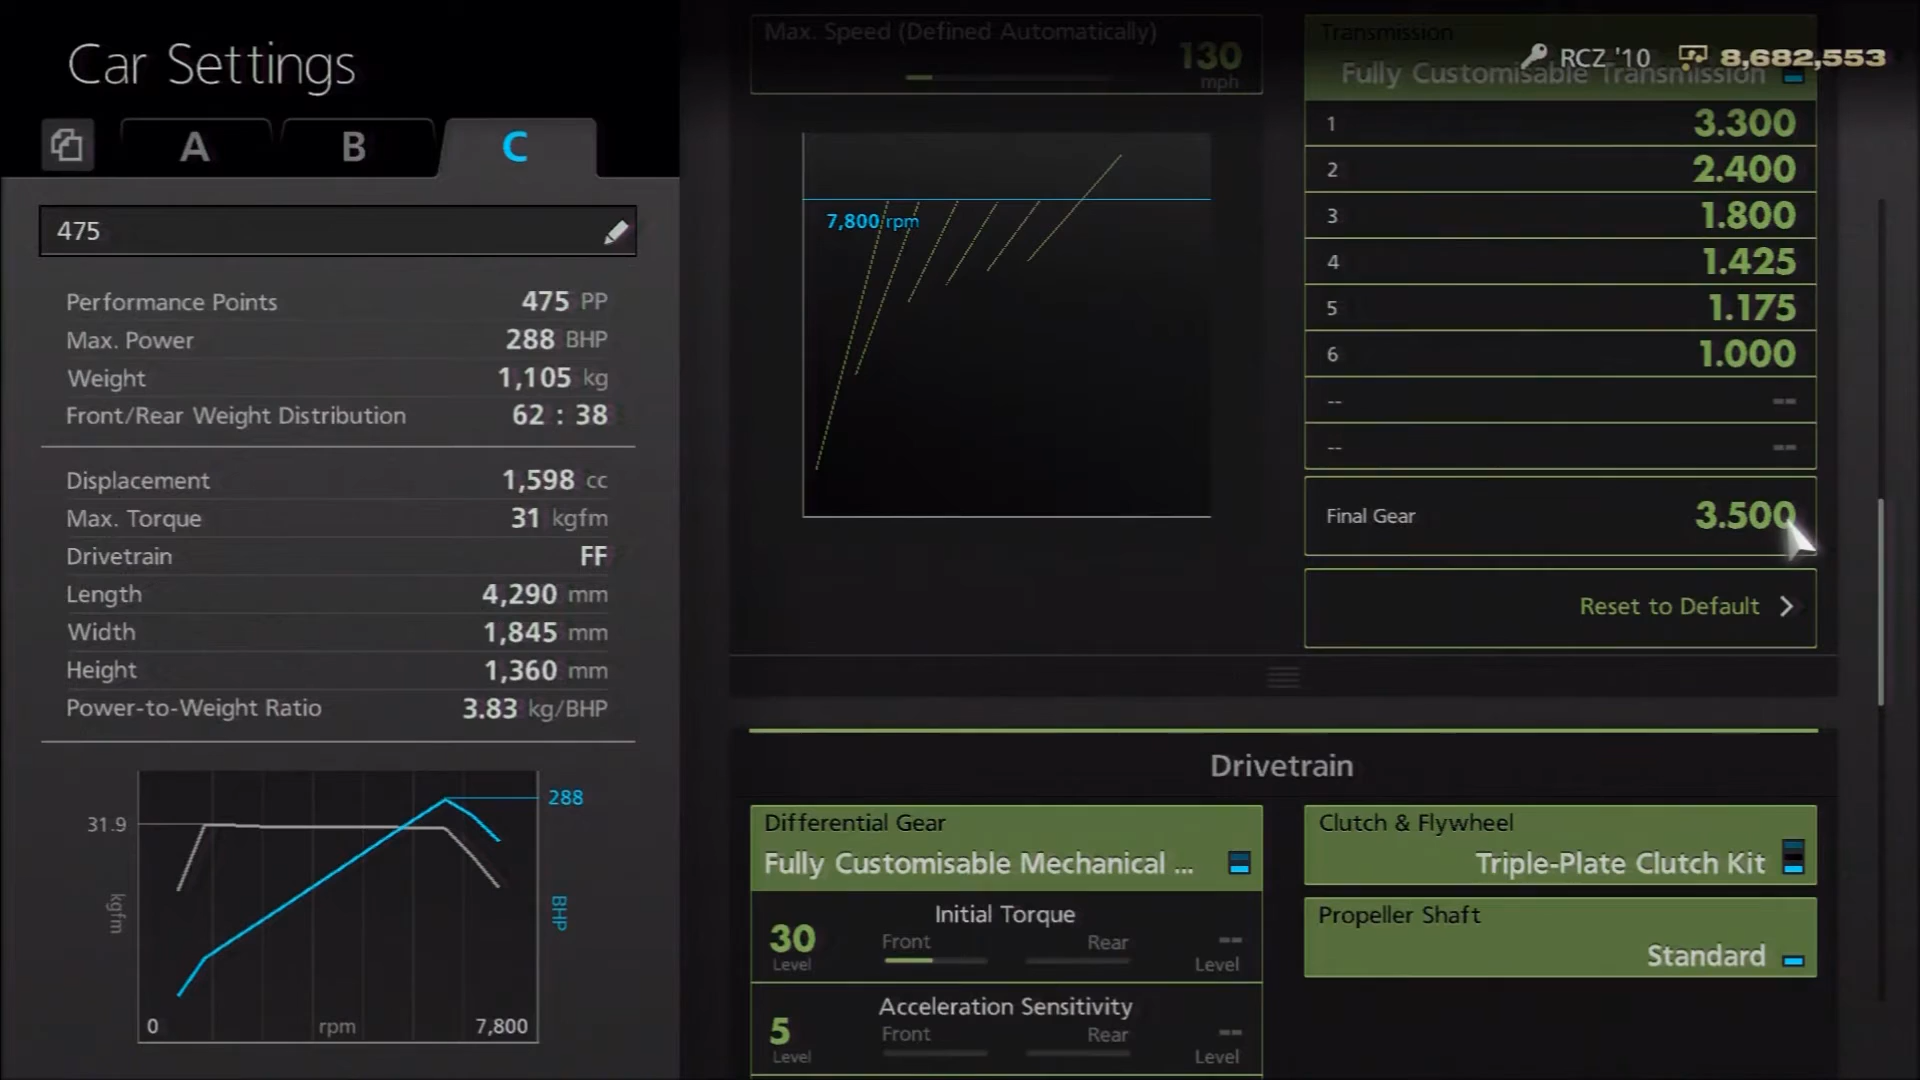 Car Settings
A
B
C
475
Performance Points 475 PP
Max. Power 288 BHP
Weight 1,105 kg
Front/Rear Weight Distribution 62 : 38
Displacement 1,598 cc
Max. Torque 31 kgfm
Drivetrain FF
Length 4,290 mm
Width 1,845 mm
Height 1,360 mm
Power-to-Weight Ratio 3.83 kg/BHP
288
31.9
kgfm
BHP
0 rpm 7,800
Max. Speed (Defined Automatically)
130
mph
7,800 rpm
RCZ '10 8,682,553
Transmission
Fully Customisable Transmission
1 3.300
2 2.400
3 1.800
4 1.425
5 1.175
6 1.000
-- --
-- --
Final Gear 3.500
Reset to Default
Drivetrain
Differential Gear
Fully Customisable Mechanical ...
Initial Torque
30 Front Rear --
Level Level
Acceleration Sensitivity
5 Front Rear --
Level Level
Clutch & Flywheel
Triple-Plate Clutch Kit
Propeller Shaft
Standard